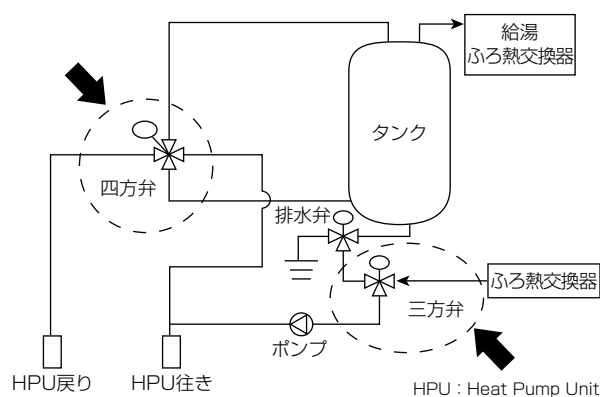 給湯
ふろ熱交換器
タンク
四方弁
排水弁
ふろ熱交換器
三方弁
ポンプ
HPU戻り
HPU往き
HPU：Heat Pump Unit